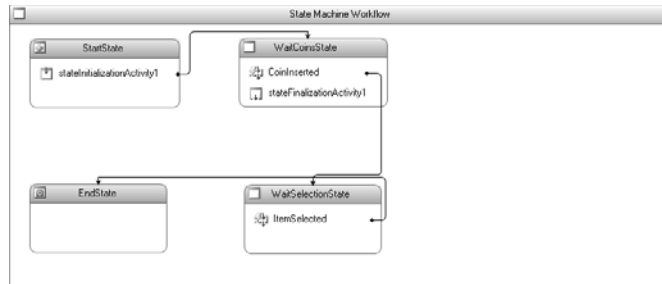 State Machine Workflow
StartState
stateInitializationActivity1
WaitCoinsState
CoinInserted
stateFinalizationActivity1
EndState
WaitSelectionState
ItemSelected